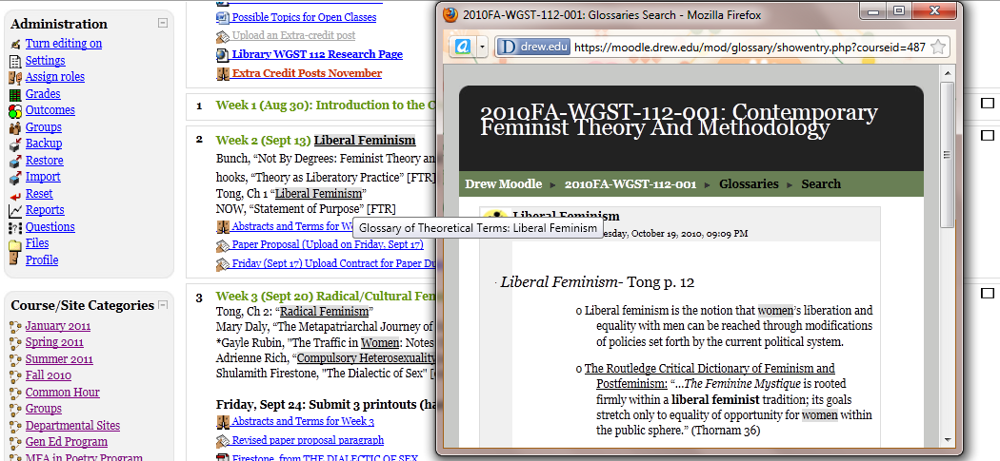 Administration
Turn editing on
Settings
Assign roles
Grades
Outcomes
Groups
Backup
Restore
Import
Reset
Reports
Questions
Files
Profile
Course/Site Categories
January 2011
Spring 2011
Summer 2011
Fall 2010
Common Hour
Groups
Departmental Sites
Gen Ed Program
MFA in Poetry Program
Possible Topics for Open Classes
Upload an Extra-credit post
Library WGST 112 Research Page
Extra Credit Posts November
1 Week 1 (Aug 30): Introduction to the C
2 Week 2 (Sept 13) Liberal Feminism
Bunch, “Not By Degrees: Feminist Theory an
hooks, “Theory as Liberatory Practice” [FTR]
Tong, Ch 1 “Liberal Feminism”
NOW, “Statement of Purpose” [FTR]
Abstracts and Terms for We
Glossary of Theoretical Terms: Liberal Feminism
Paper Proposal (Upload on Friday, Sept 17)
Friday (Sept 17) Upload Contract for Paper Du
3 Week 3 (Sept 20) Radical/Cultural Fem
Tong, Ch 2: “Radical Feminism”
Mary Daly, “The Metapatriarchal Journey of
*Gayle Rubin, "The Traffic in Women: Notes
Adrienne Rich, “Compulsory Heterosexuality
Shulamith Firestone, "The Dialectic of Sex" [
Friday, Sept 24: Submit 3 printouts (ha
Abstracts and Terms for Week 3
Revised paper proposal paragraph
Firestone, from THE DIALECTIC OF SEX
2010FA-WGST-112-001: Glossaries Search - Mozilla Firefox
a D drew.edu https://moodle.drew.edu/mod/glossary/showentry.php?courseid=487
2010FA-WGST-112-001: Contemporary
Feminist Theory And Methodology
Drew Moodle ► 2010FA-WGST-112-001 ► Glossaries ► Search
Liberal Feminism
esday, October 19, 2010, 09:09 PM
· Liberal Feminism- Tong p. 12
o Liberal feminism is the notion that women’s liberation and
equality with men can be reached through modifications
of policies set forth by the current political system.
o The Routledge Critical Dictionary of Feminism and
Postfeminism: “…The Feminine Mystique is rooted
firmly within a liberal feminist tradition; its goals
stretch only to equality of opportunity for women within
the public sphere.” (Thornam 36)